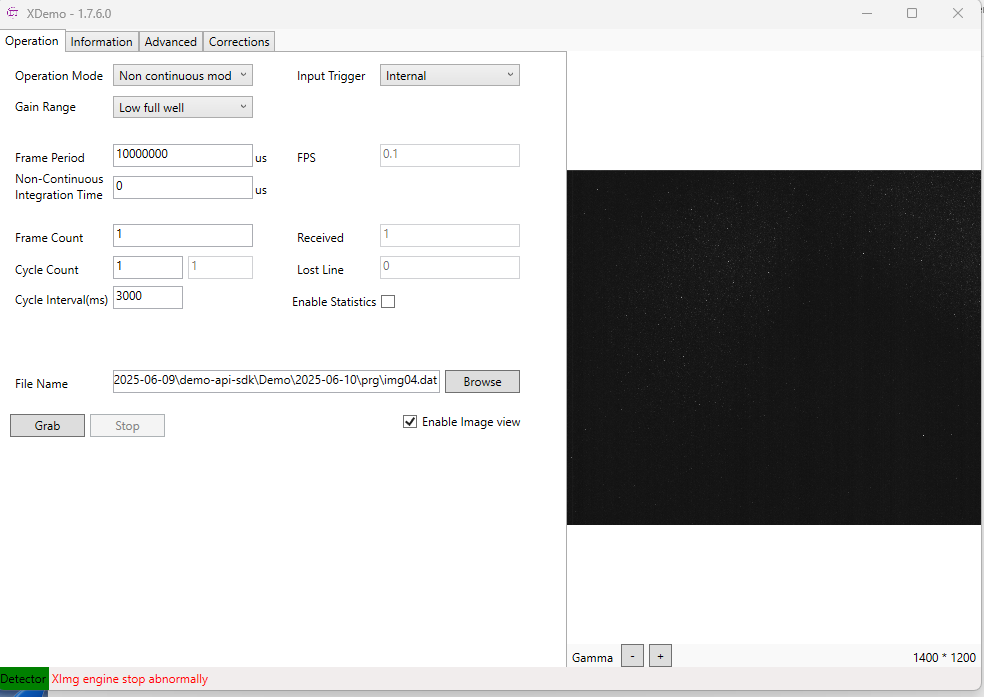 XDemo - 1.7.6.0
Operation Information Advanced Corrections
Operation Mode Non continuous mod Input Trigger Internal
Gain Range Low full well
Frame Period 10000000 us FPS 0.1
Non-Continuous
Integration Time 0 us
Frame Count 1 Received 1
Cycle Count 1 1 Lost Line 0
Cycle Interval(ms) 3000 Enable Statistics
File Name 2025-06-09\demo-api-sdk\Demo\2025-06-10\prg\img04.dat Browse
Grab Stop Enable Image view
Gamma - + 1400 * 1200
Detector XImg engine stop abnormally